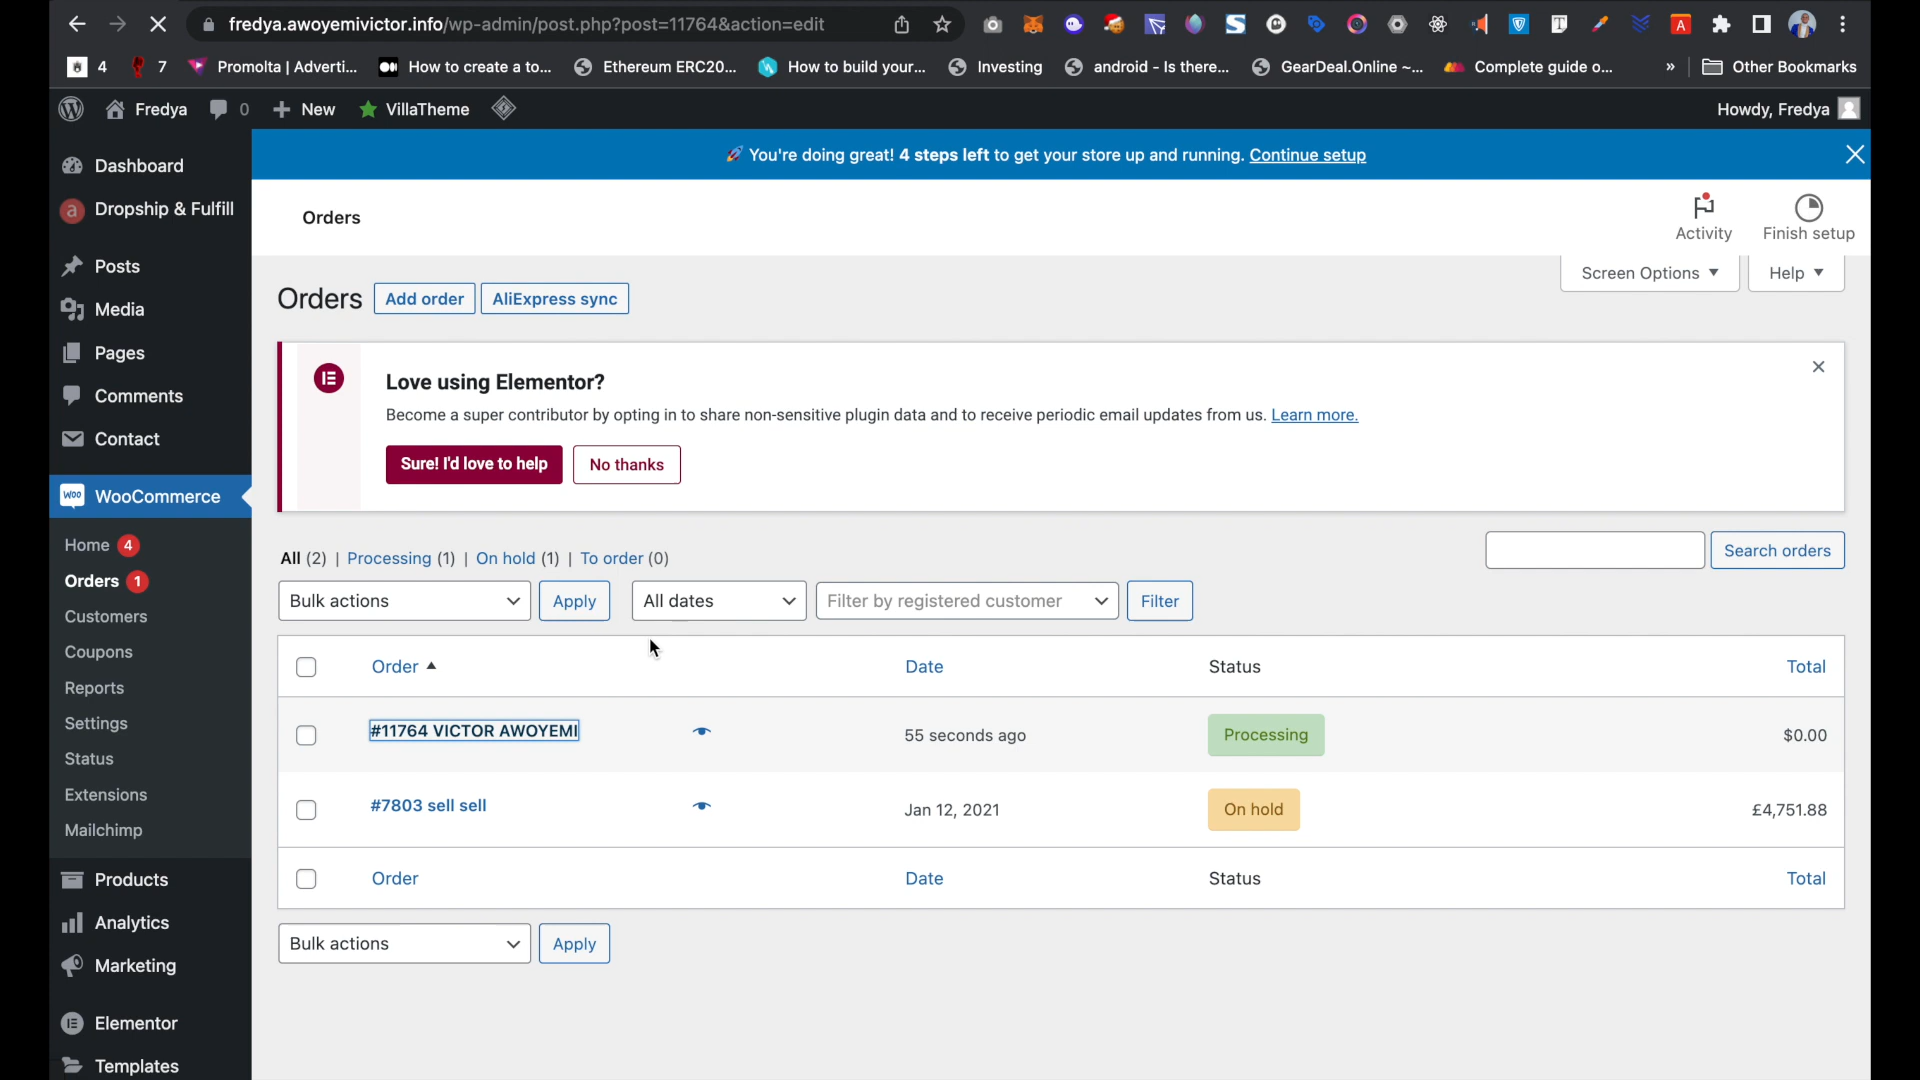 fredya.awoyemivictor.info/wp-admin/post.php?post=11764&action=edit
4 7 Promolta | Adverti... How to create a to... Ethereum ERC20... How to build your... Investing android - Is there... GearDeal.Online ~... Complete guide o... » Other Bookmarks
Fredya 0 New VillaTheme Howdy, Fredya
🚀 You're doing great! 4 steps left to get your store up and running. Continue setup
Dashboard
Dropship & Fulfill
Posts
Media
Pages
Comments
Contact
WooCommerce
Home 4
Orders 1
Customers
Coupons
Reports
Settings
Status
Extensions
Mailchimp
Products
Analytics
Marketing
Elementor
Templates
Orders
Activity
Finish setup
Screen Options ▼ Help ▼
Orders Add order AliExpress sync
Love using Elementor?
Become a super contributor by opting in to share non-sensitive plugin data and to receive periodic email updates from us. Learn more.
Sure! I'd love to help No thanks
All (2) | Processing (1) | On hold (1) | To order (0)
Search orders
Bulk actions Apply All dates Filter by registered customer Filter
Order ▲ Date Status Total
#11764 VICTOR AWOYEMI 55 seconds ago Processing $0.00
#7803 sell sell Jan 12, 2021 On hold £4,751.88
Order Date Status Total
Bulk actions Apply